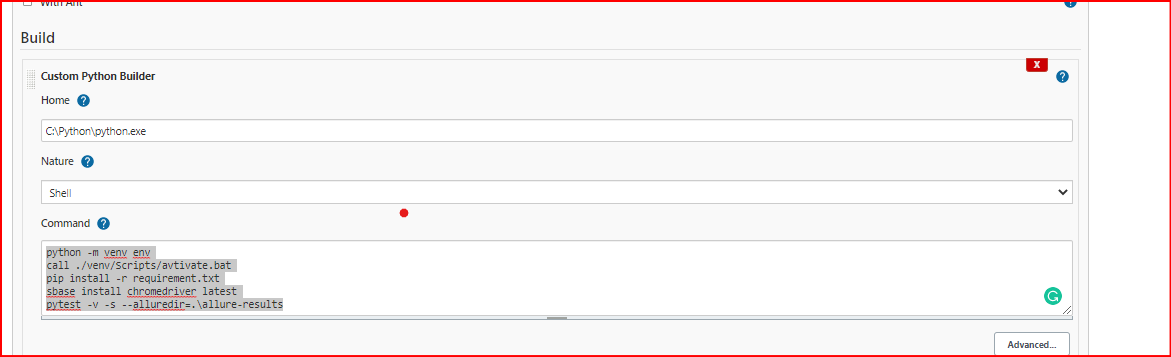 With Ant
Build
Custom Python Builder
X
Home
C:\Python\python.exe
Nature
Shell
Command
python -m venv env
call ./venv/Scripts/avtivate.bat
pip install -r requirement.txt
sbase install chromedriver latest
pytest -v -s --alluredir=.\allure-results
Advanced...